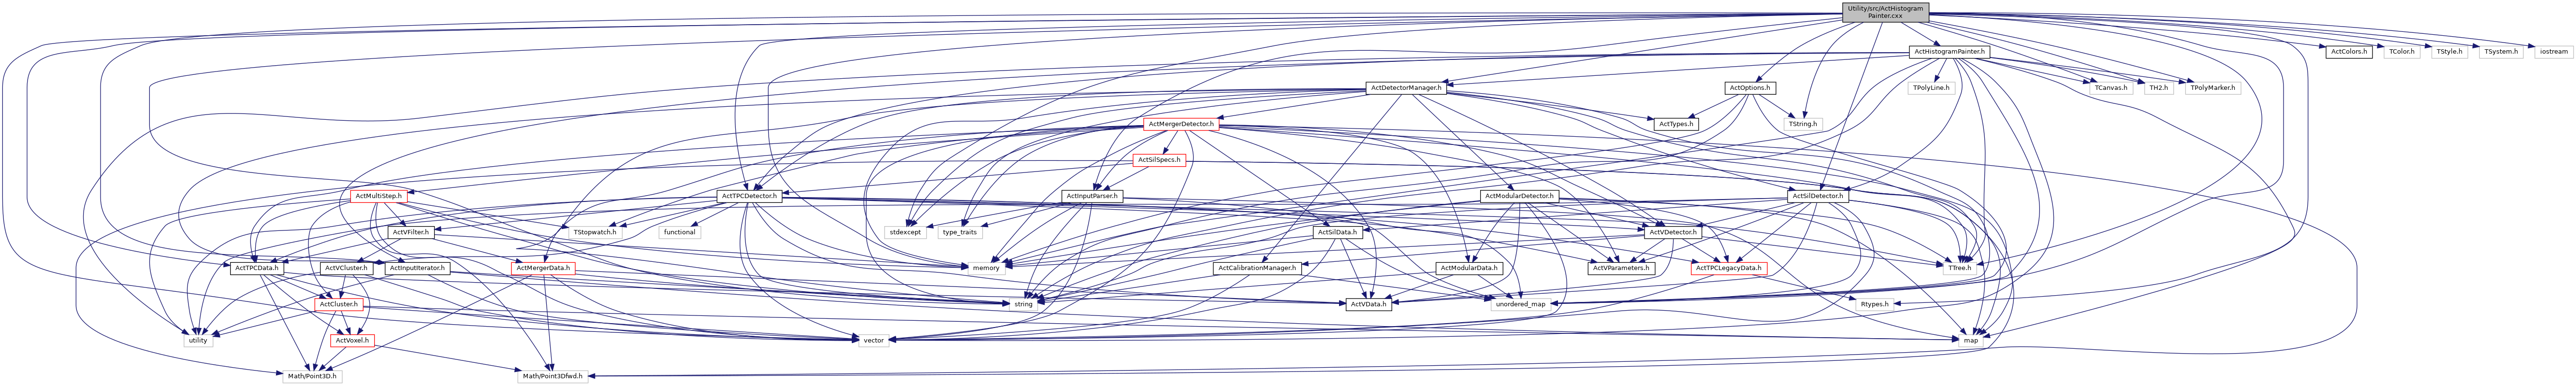 Utility/src/ActHistogram
Painter.cxx
ActHistogramPainter.h
ActColors.h
TColor.h
TStyle.h
TSystem.h
iostream
ActDetectorManager.h
ActOptions.h
TPolyLine.h
TCanvas.h
TH2.h
TPolyMarker.h
ActMergerDetector.h
ActTypes.h
TString.h
ActSilSpecs.h
ActMultiStep.h
ActTPCDetector.h
ActInputParser.h
ActModularDetector.h
ActSilDetector.h
ActVFilter.h
TStopwatch.h
functional
stdexcept
type_traits
ActSilData.h
ActVDetector.h
ActTPCData.h
ActVCluster.h
ActInputIterator.h
ActMergerData.h
memory
ActCalibrationManager.h
ActModularData.h
ActVParameters.h
ActTPCLegacyData.h
TTree.h
ActCluster.h
string
ActVData.h
unordered_map
Rtypes.h
utility
ActVoxel.h
vector
map
Math/Point3D.h
Math/Point3Dfwd.h